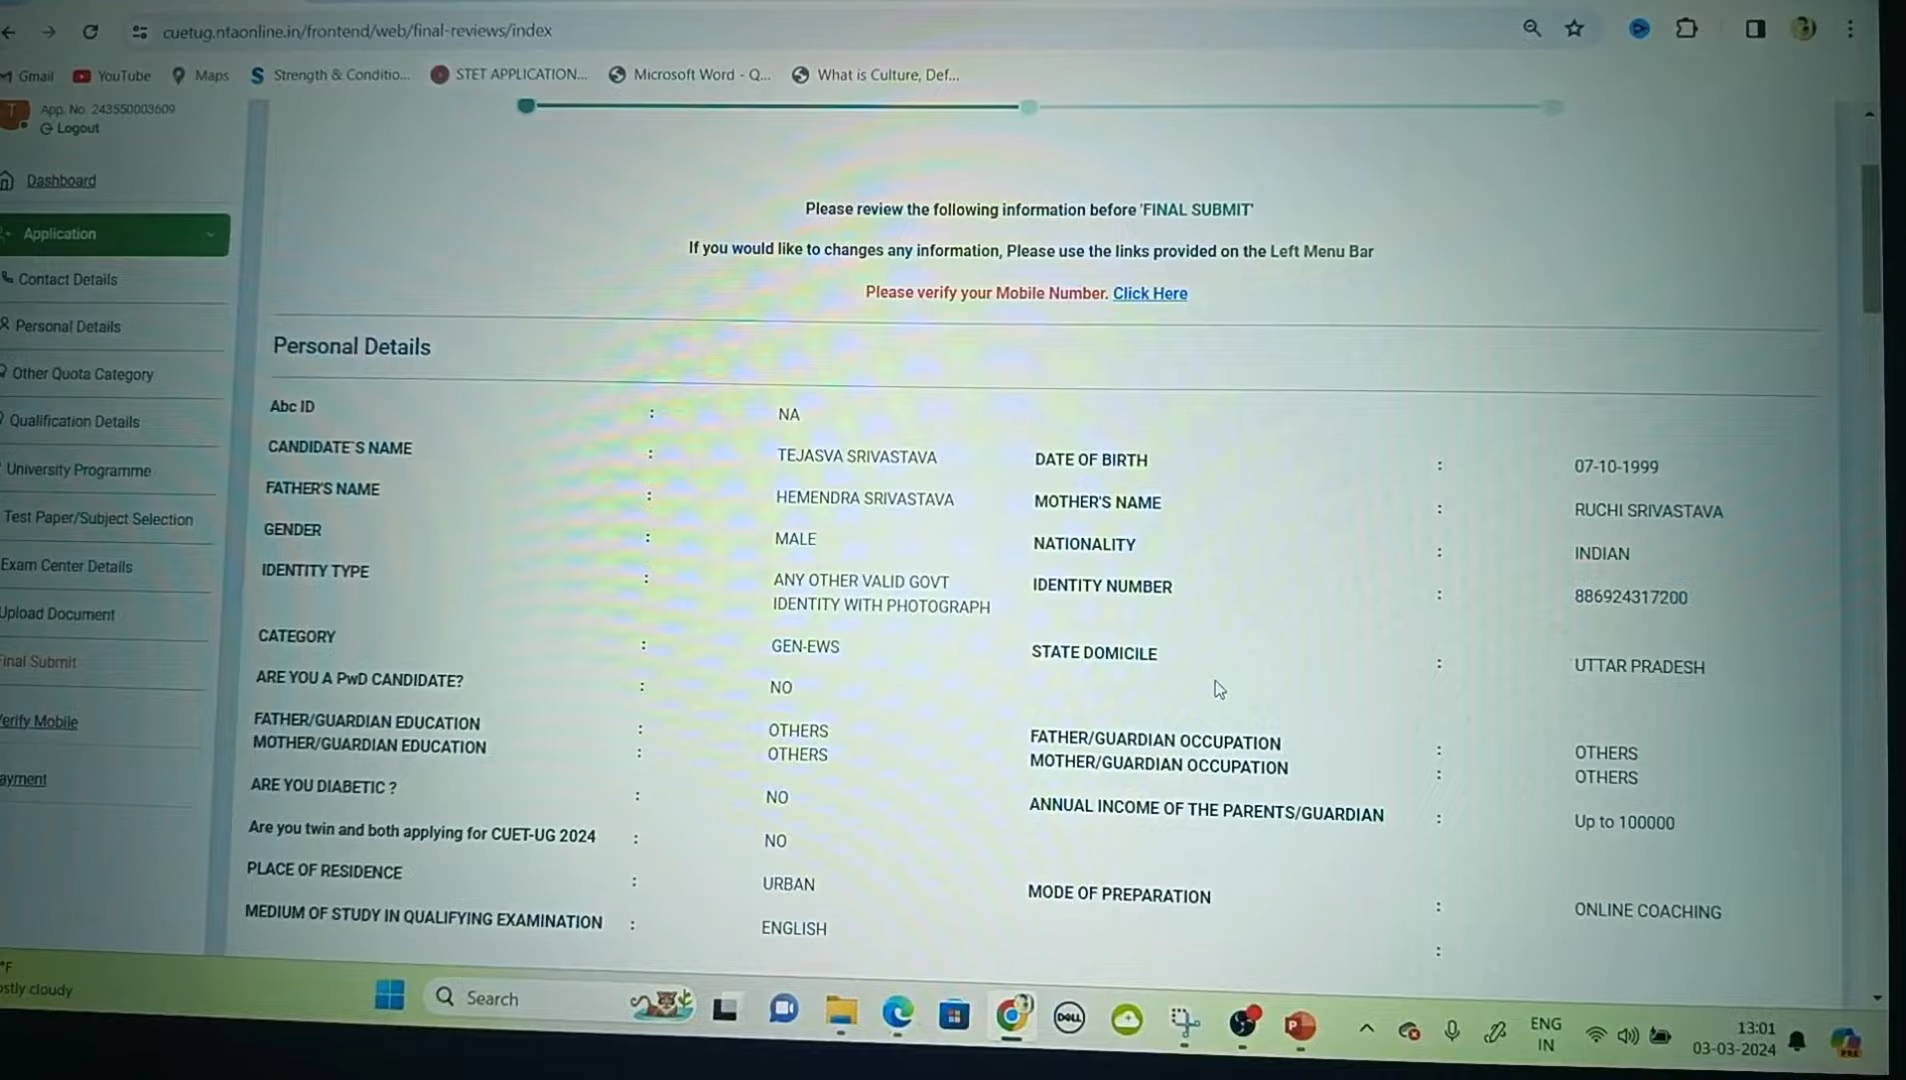 cuetug.ntaonline.in/frontend/web/final-reviews/index
Gmail YouTube Maps Strength & Conditio... STET APPLICATION... Microsoft Word - Q... What is Culture, Def...
T
App. No. 243550003609
Logout
Dashboard
Application
Contact Details
Personal Details
Other Quota Category
Qualification Details
University Programme
Test Paper/Subject Selection
Exam Center Details
Upload Document
Final Submit
Verify Mobile
ayment
Please review the following information before 'FINAL SUBMIT'
If you would like to changes any information, Please use the links provided on the Left Menu Bar
Please verify your Mobile Number. Click Here
Personal Details
Abc ID : NA
CANDIDATE'S NAME : TEJASVA SRIVASTAVA DATE OF BIRTH : 07-10-1999
FATHER'S NAME : HEMENDRA SRIVASTAVA MOTHER'S NAME : RUCHI SRIVASTAVA
GENDER : MALE NATIONALITY : INDIAN
IDENTITY TYPE : ANY OTHER VALID GOVT IDENTITY NUMBER : 886924317200
IDENTITY WITH PHOTOGRAPH
CATEGORY : GEN-EWS STATE DOMICILE : UTTAR PRADESH
ARE YOU A PwD CANDIDATE? : NO
FATHER/GUARDIAN EDUCATION : OTHERS FATHER/GUARDIAN OCCUPATION : OTHERS
MOTHER/GUARDIAN EDUCATION : OTHERS MOTHER/GUARDIAN OCCUPATION : OTHERS
ARE YOU DIABETIC ? : NO ANNUAL INCOME OF THE PARENTS/GUARDIAN : Up to 100000
Are you twin and both applying for CUET-UG 2024 : NO
PLACE OF RESIDENCE : URBAN MODE OF PREPARATION : ONLINE COACHING
MEDIUM OF STUDY IN QUALIFYING EXAMINATION : ENGLISH :
°F
ostly cloudy
Search
DELL
P
PRE
ENG
IN
13:01
03-03-2024